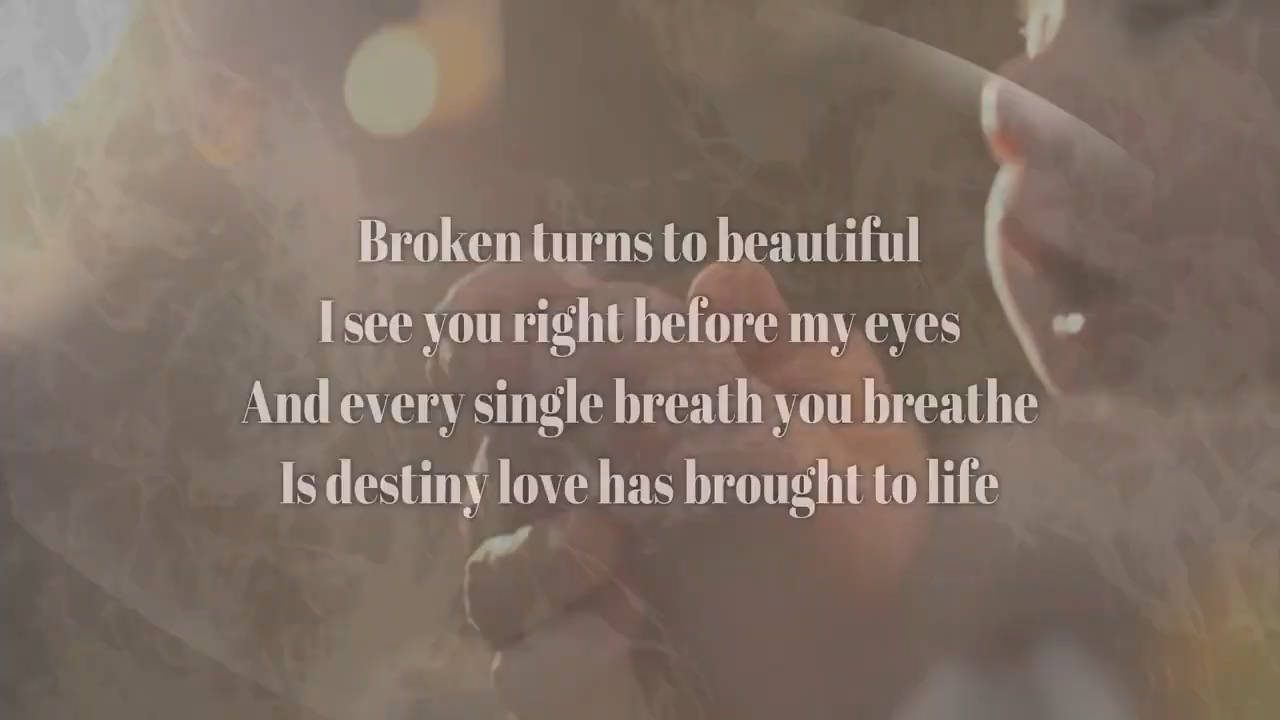 Broken turns to beautiful
I see you right before my eyes
And every single breath you breathe
Is destiny love has brought to life